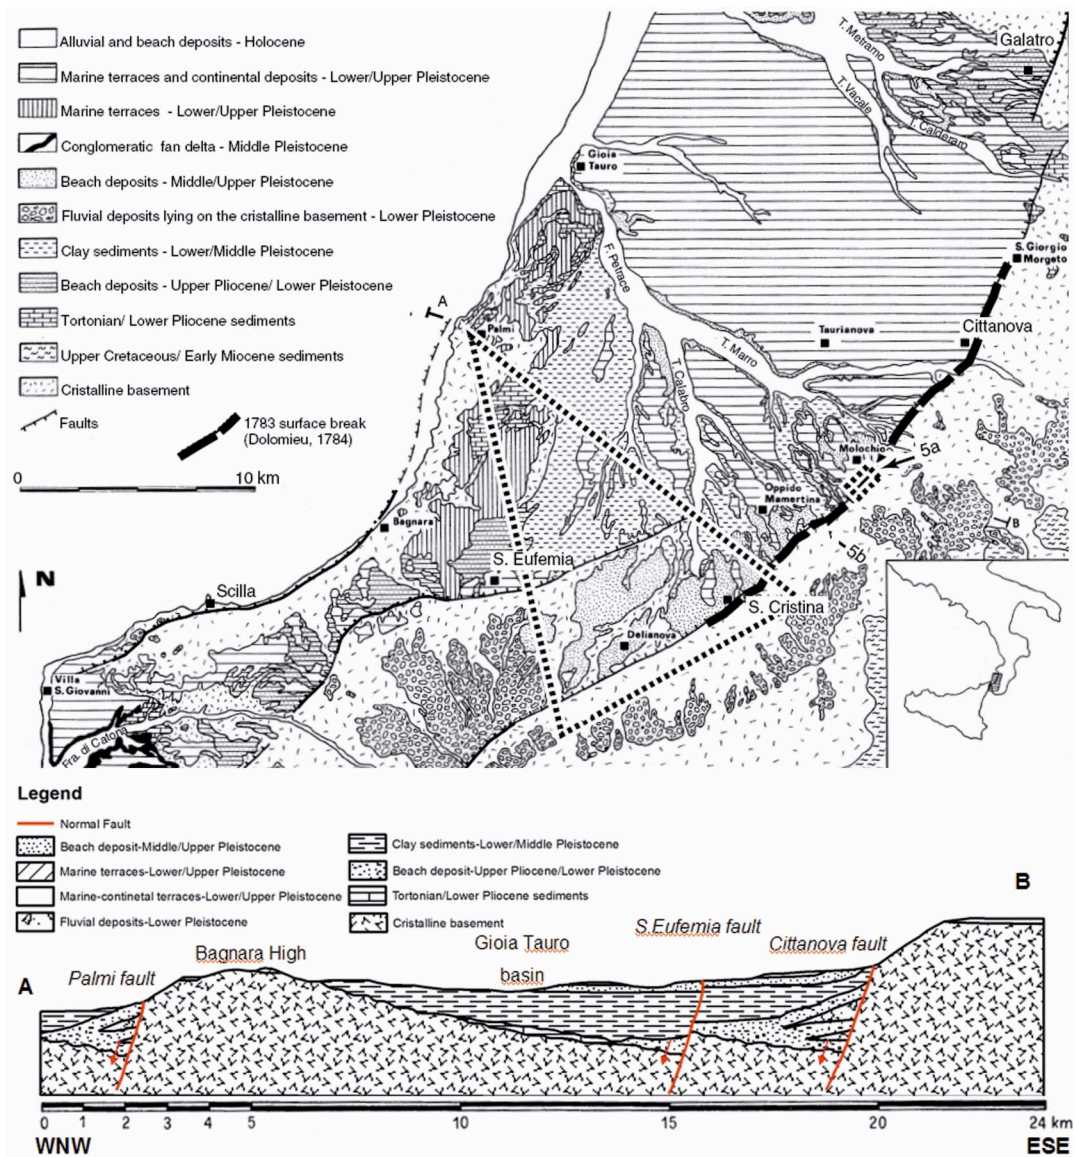 Alluvial and beach deposits - Holocene
Marine terraces and continental deposits - Lower/Upper Pleistocene
Marine terraces - Lower/Upper Pleistocene
Conglomeratic fan delta - Middle Pleistocene
Beach deposits - Middle/Upper Pleistocene
Fluvial deposits lying on the cristalline basement - Lower Pleistocene
Clay sediments - Lower/Middle Pleistocene
Beach deposits - Upper Pliocene/ Lower Pleistocene
Tortonian/ Lower Pliocene sediments
Upper Cretaceous/ Early Miocene sediments
Cristalline basement
Faults
1783 surface break
(Dolomieu, 1784)
0 10 km
N
T. Metramo
Galatro
T. Vacale
T. Calderaro
Gioia
Tauro
S. Giorgio
Morgeto
F. Petrace
A
Palmi
Taurianova
Cittanova
T. Marro
T. Calabro
Molochio
5a
Oppido
Mamertina
B
Bagnara
5b
S. Eufemia
Scilla
S. Cristina
Delianova
Villa
S. Giovanni
Fra. di Catona
Legend
Normal Fault
Beach deposit-Middle/Upper Pleistocene
Marine terraces-Lower/Upper Pleistocene
Marine-continetal terraces-Lower/Upper Pleistocene
Fluvial deposits-Lower Pleistocene
Clay sediments-Lower/Middle Pleistocene
Beach deposit-Upper Pliocene/Lower Pleistocene
Tortonian/Lower Pliocene sediments
Cristalline basement
B
S.Eufemia fault
Cittanova fault
Gioia Tauro
basin
Bagnara High
Palmi fault
A
0 1 2 3 4 5 10 15 20 24 km
WNW ESE